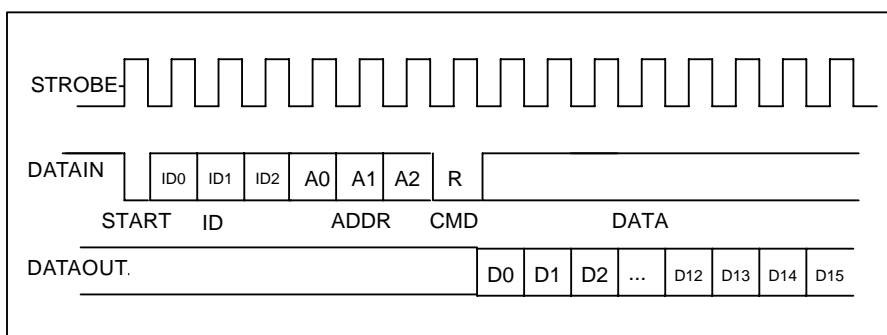 STROBE
DATAIN ID0 ID1 ID2 A0 A1 A2 R
START ID ADDR CMD DATA
DATAOUT. D0 D1 D2 ... D12 D13 D14 D15